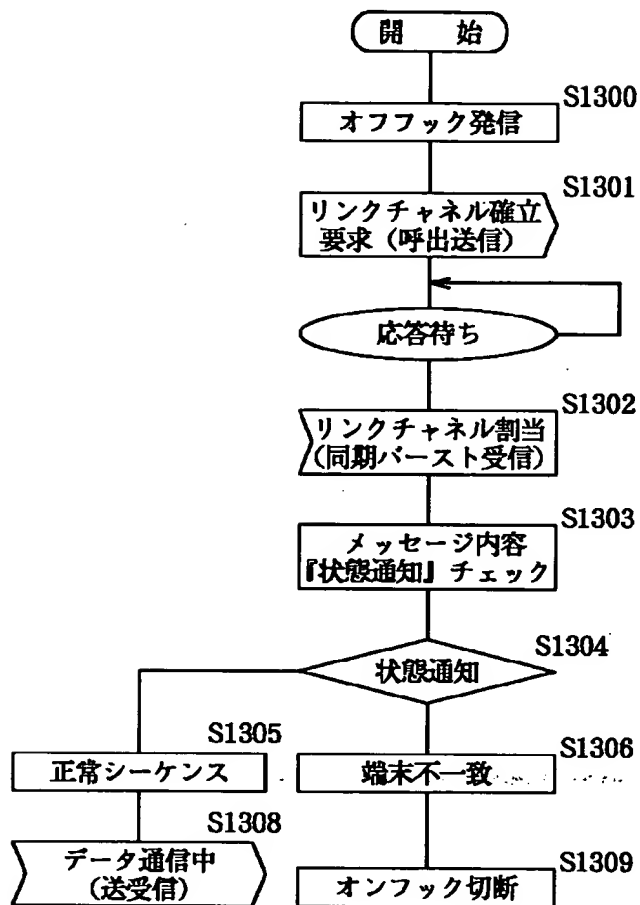 開 始
S1300
オフフック発信
S1301
リンクチャネル確立
要求（呼出送信）
応答待ち
S1302
リンクチャネル割当
（同期バースト受信）
S1303
メッセージ内容
『状態通知』チェック
S1304
状態通知
S1305
正常シーケンス
S1306
端末不一致
S1308
データ通信中
（送受信）
S1309
オンフック切断